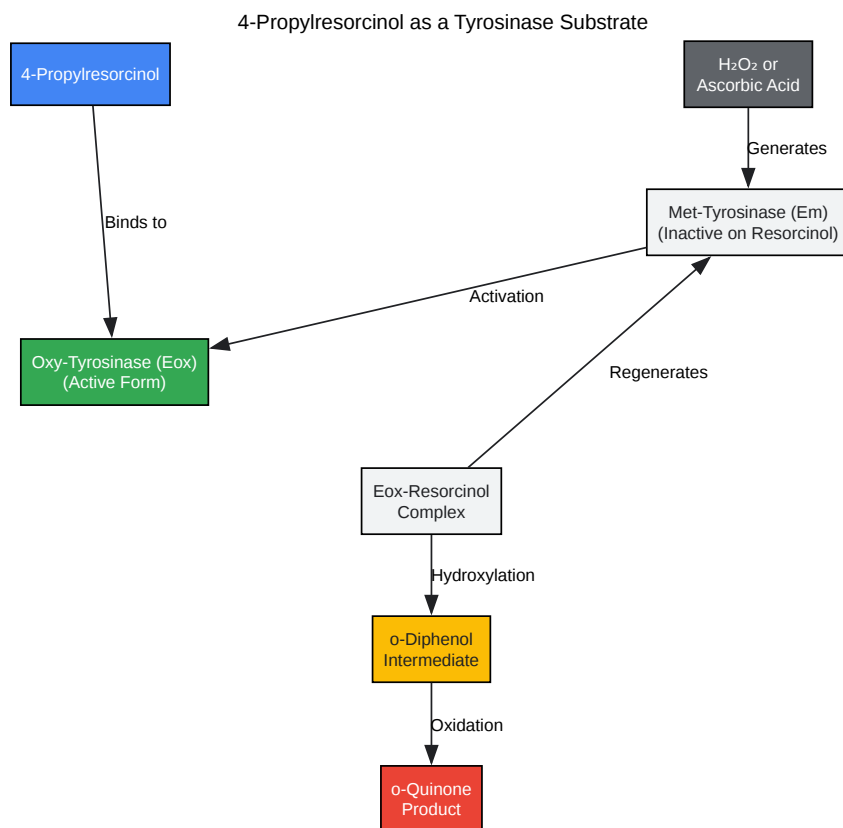 4-Propylresorcinol as a Tyrosinase Substrate
4-Propylresorcinol
H₂O₂ or
Ascorbic Acid
Generates
Met-Tyrosinase (Em)
(Inactive on Resorcinol)
Binds to
Activation
Oxy-Tyrosinase (Eox)
(Active Form)
Regenerates
Eox-Resorcinol
Complex
Hydroxylation
o-Diphenol
Intermediate
Oxidation
o-Quinone
Product